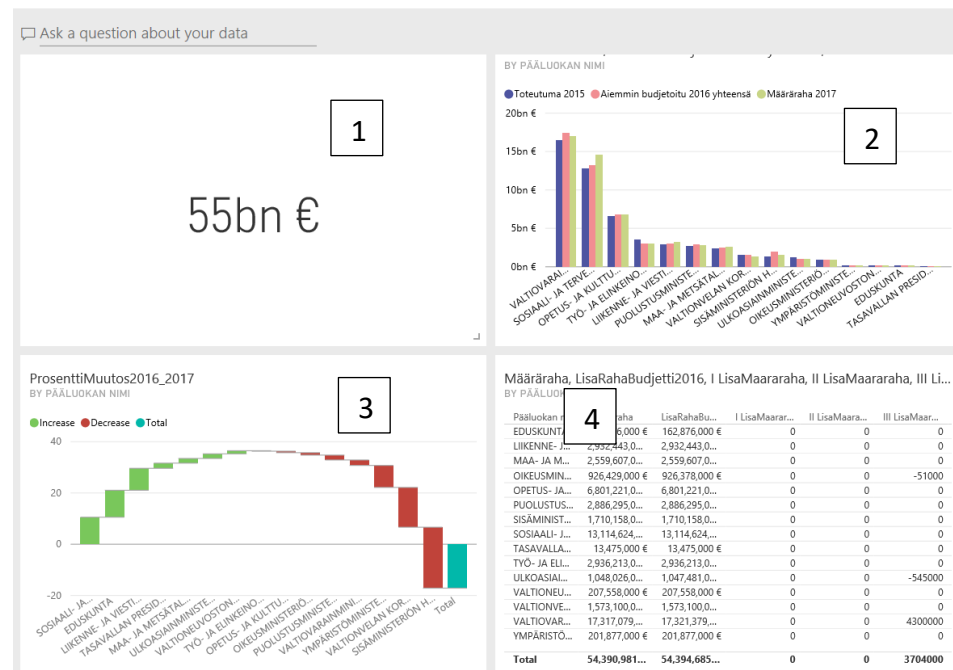 Ask a question about your data
1
55bn €
BY PÄÄLUOKAN NIMI
Toteutuma 2015 Aiemmin budjetoitu 2016 yhteensä Määräraha 2017
2
20bn €
15bn €
10bn €
5bn €
0bn €
VALTIOVARAI...
SOSIAALI- JA TERVE...
OPETUS- JA KULTTU...
TYÖ- JA ELINKEINO...
LIIKENNE- JA VIESTI...
PUOLUSTUSMINISTE...
MAA- JA METSÄTAL...
VALTIONVELAN KOR...
SISÄMINISTERIÖN H...
ULKOASIAINMINISTE...
OIKEUSMINISTERIÖ...
YMPÄRISTÖMINISTE...
VALTIONEUVOSTON...
EDUSKUNTA
TASAVALLAN PRESID...
ProsenttiMuutos2016_2017
BY PÄÄLUOKAN NIMI
Increase Decrease Total
3
40
20
0
-20
SOSIAALI- JA...
EDUSKUNTA
LIIKENNE- JA VIESTI...
TASAVALLAN PRESID...
MAA- JA METSÄTAL...
ULKOASIAINMINISTE...
VALTIONEUVOSTON...
TYÖ- JA ELINKEINO...
OPETUS- JA KULTTU...
OIKEUSMINISTERIÖ...
PUOLUSTUSMINISTE...
VALTIOVARAINMINI...
YMPÄRISTÖMINISTE...
VALTIONVELAN KOR...
SISÄMINISTERIÖN H...
Total
Määräraha, LisaRahaBudjetti2016, I LisaMaararaha, II LisaMaararaha, III Li...
BY PÄÄLUO
4
Pääluokan raha LisaRahaBu... I LisaMaarar... II LisaMaara... III LisaMaar...
EDUSKUNT 6,000 € 162,876,000 € 0 0 0
LIIKENNE- J... 2,932,443,0... 2,932,443,0... 0 0 0
MAA- JA M... 2,559,607,0... 2,559,607,0... 0 0 0
OIKEUSMIN... 926,429,000 € 926,378,000 € 0 0 -51000
OPETUS- JA... 6,801,221,0... 6,801,221,0... 0 0 0
PUOLUSTUS... 2,886,295,0... 2,886,295,0... 0 0 0
SISÄMINIST... 1,710,158,0... 1,710,158,0... 0 0 0
SOSIAALI- J... 13,114,624,... 13,114,624,... 0 0 0
TASAVALLA... 13,475,000 € 13,475,000 € 0 0 0
TYÖ- JA ELI... 2,936,213,0... 2,936,213,0... 0 0 0
ULKOASIAI... 1,048,026,0... 1,047,481,0... 0 0 -545000
VALTIONEU... 207,558,000 € 207,558,000 € 0 0 0
VALTIONVE... 1,573,100,0... 1,573,100,0... 0 0 0
VALTIOVAR... 17,317,079,... 17,321,379,... 0 0 4300000
YMPÄRISTÖ... 201,877,000 € 201,877,000 € 0 0 0
Total 54,390,981... 54,394,685... 0 0 3704000